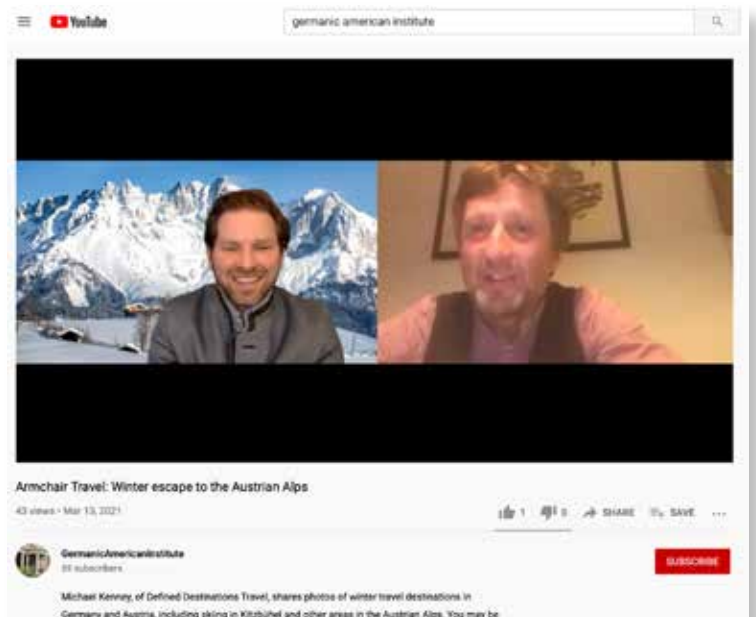 YouTube
germanic american institute
Armchair Travel: Winter escape to the Austrian Alps
43 views • Mar 13, 2021
1 0 SHARE SAVE ...
GermanicAmericanInstitute
subscribers
SUBSCRIBE
Michael Kenney, of Defined Destinations Travel, shares photos of winter travel destinations in
Germany and Austria, including skiing in Kitzbühel and other areas in the Austrian Alps. You may be